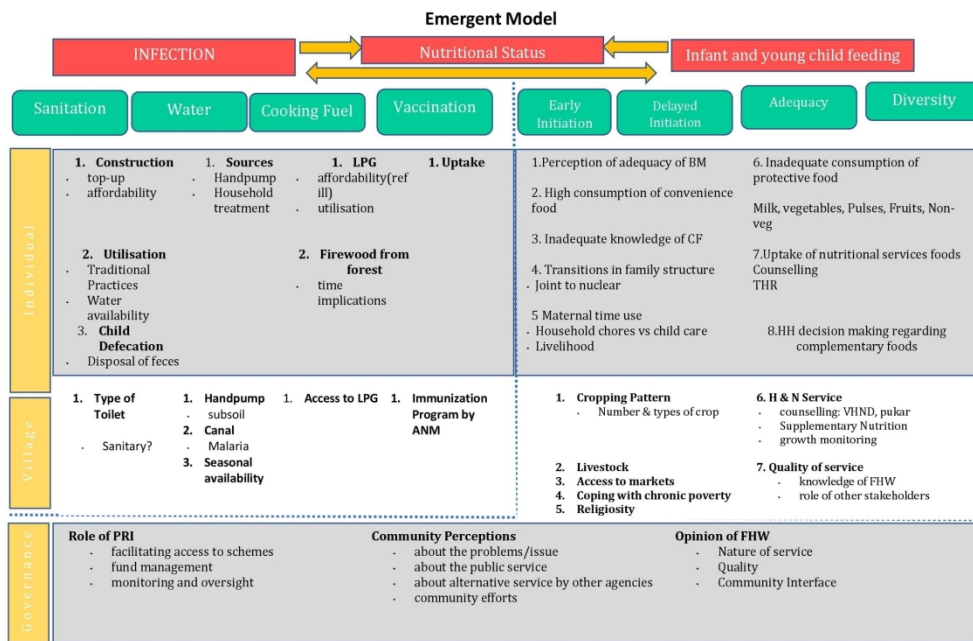 Emergent Model
INFECTION
Nutritional Status
Infant and young child feeding
Sanitation
Water
Cooking Fuel
Vaccination
Early
Initiation
Delayed
Initiation
Adequacy
Diversity
Individual
1. Construction
· top-up
· affordability
2. Utilisation
· Traditional
Practices
· Water
availability
3. Child
Defecation
· Disposal of feces
1. Sources
· Handpump
· Household
treatment
1. LPG
· affordability(ref
ill)
· utilisation
2. Firewood from
forest
· time
implications
1. Uptake
1.Perception of adequacy of BM
2. High consumption of convenience
food
3. Inadequate knowledge of CF
4. Transitions in family structure
· Joint to nuclear
5 Maternal time use
· Household chores vs child care
· Livelihood
6. Inadequate consumption of
protective food
Milk, vegetables, Pulses, Fruits, Non-
veg
7.Uptake of nutritional services foods
Counselling
THR
8.HH decision making regarding
complementary foods
Village
1. Type of
Toilet
· Sanitary?
1. Handpump
· subsoil
2. Canal
· Malaria
3. Seasonal
availability
1. Access to LPG
1. Immunization
Program by
ANM
1. Cropping Pattern
· Number & types of crop
2. Livestock
3. Access to markets
4. Coping with chronic poverty
5. Religiosity
6. H & N Service
· counselling: VHND, pukar
· Supplementary Nutrition
· growth monitoring
7. Quality of service
· knowledge of FHW
· role of other stakeholders
Governance
Role of PRI
· facilitating access to schemes
· fund management
· monitoring and oversight
Community Perceptions
· about the problems/issue
· about the public service
· about alternative service by other agencies
· community efforts
Opinion of FHW
· Nature of service
· Quality
· Community Interface